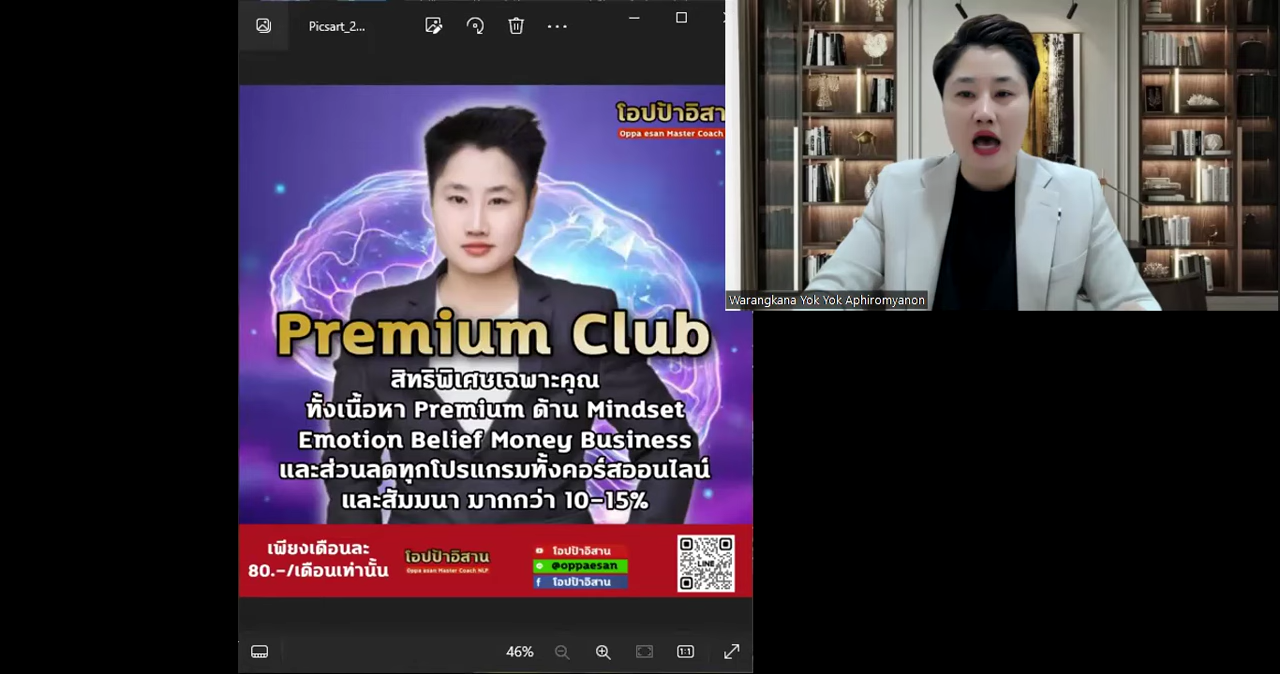 Picsart_2...
โอปป้าอิสา
Oppa esan Master Coach
Warangkana Yok Yok Aphiromyanon
Premium Club
สิทธิพิเศษเฉพาะคุณ
ทั้งเนื้อหา Premium ด้าน Mindset
Emotion Belief Money Business
และส่วนลดทุกโปรแกรมทั้งคอร์สออนไลน์
และสัมมนา มากกว่า 10-15%
เพียงเดือนละ
80.-/เดือนเท่านั้น
โอปป้าอิสาน
Oppa esan Master Coach NLP
โอปป้าอิสาน
@oppaesan
โอปป้าอิสาน
LINE
46%
1:1